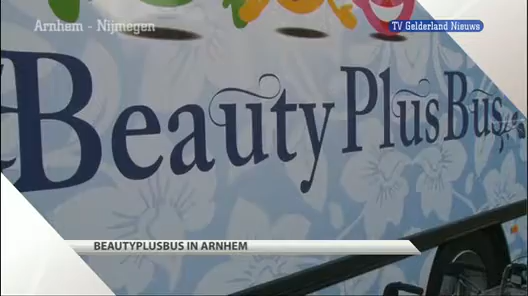 Arnhem - Nijmegen
TV Gelderland Nieuws
BeautyPlusBus
BEAUTYPLUSBUS IN ARNHEM